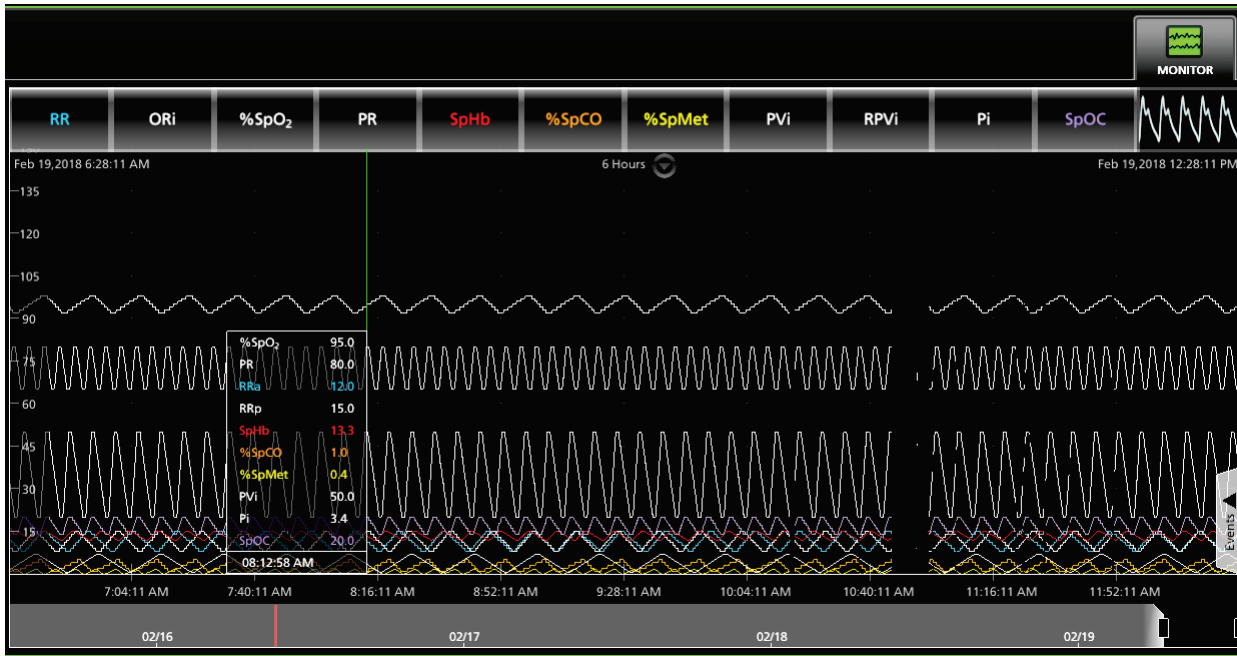 MONITOR
RR ORi %SpO₂ PR SpHb %SpCO %SpMet PVi RPVi Pi SpOC
Feb 19,2018 6:28:11 AM 6 Hours Feb 19,2018 12:28:11 PM
135
120
105
90
75
60
45
30
15
%SpO₂ 95.0
PR 80.0
RRa 12.0
RRp 15.0
SpHb 13.3
%SpCO 1.0
%SpMet 0.4
PVi 50.0
Pi 3.4
SpOC 20.0
08:12:58 AM
Events
7:04:11 AM 7:40:11 AM 8:16:11 AM 8:52:11 AM 9:28:11 AM 10:04:11 AM 10:40:11 AM 11:16:11 AM 11:52:11 AM
02/16 02/17 02/18 02/19